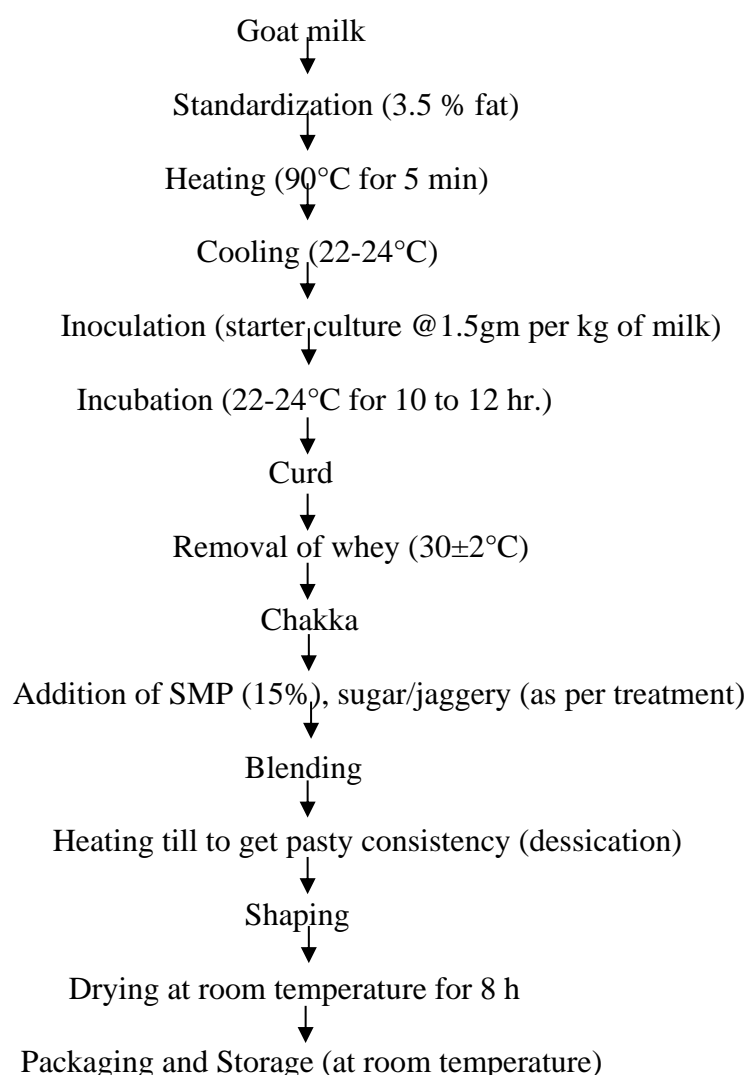 Goat milk
Standardization (3.5 % fat)
Heating (90°C for 5 min)
Cooling (22-24°C)
Inoculation (starter culture @1.5gm per kg of milk)
Incubation (22-24°C for 10 to 12 hr.)
Curd
Removal of whey (30±2°C)
Chakka
Addition of SMP (15%), sugar/jaggery (as per treatment)
Blending
Heating till to get pasty consistency (dessication)
Shaping
Drying at room temperature for 8 h
Packaging and Storage (at room temperature)